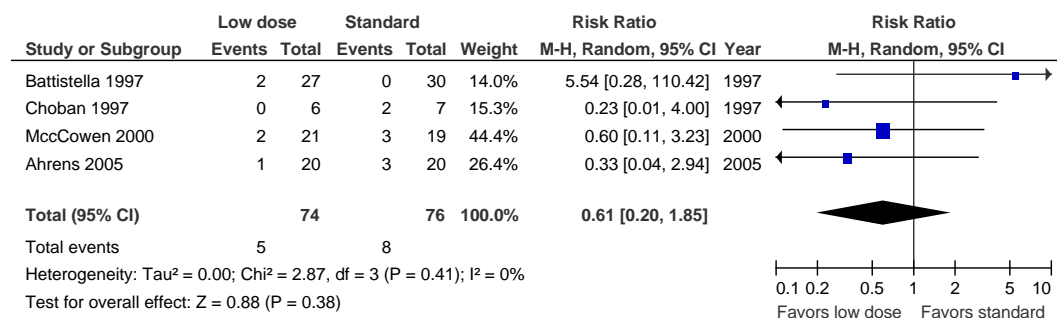 Low dose Standard Risk Ratio Risk Ratio
Study or Subgroup Events Total Events Total Weight M-H, Random, 95% CI Year M-H, Random, 95% CI
Battistella 1997 2 27 0 30 14.0% 5.54 [0.28, 110.42] 1997
Choban 1997 0 6 2 7 15.3% 0.23 [0.01, 4.00] 1997
MccCowen 2000 2 21 3 19 44.4% 0.60 [0.11, 3.23] 2000
Ahrens 2005 1 20 3 20 26.4% 0.33 [0.04, 2.94] 2005
Total (95% CI) 74 76 100.0% 0.61 [0.20, 1.85]
Total events 5 8
Heterogeneity: Tau² = 0.00; Chi² = 2.87, df = 3 (P = 0.41); I² = 0%
Test for overall effect: Z = 0.88 (P = 0.38)
0.1 0.2 0.5 1 2 5 10
Favors low dose Favors standard